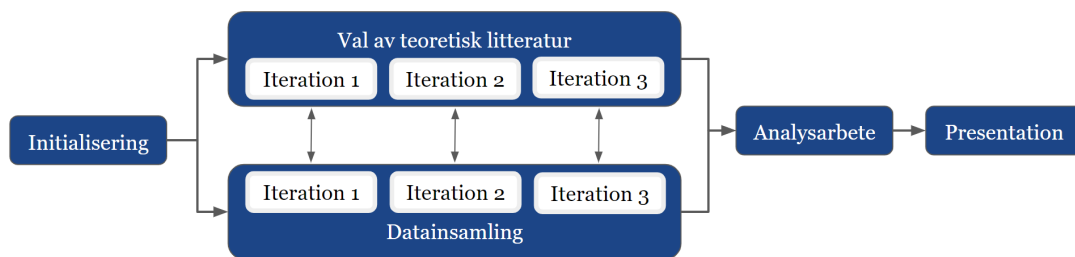 Initialisering
Val av teoretisk litteratur
Iteration 1
Iteration 2
Iteration 3
Iteration 1
Iteration 2
Iteration 3
Datainsamling
Analysarbete
Presentation